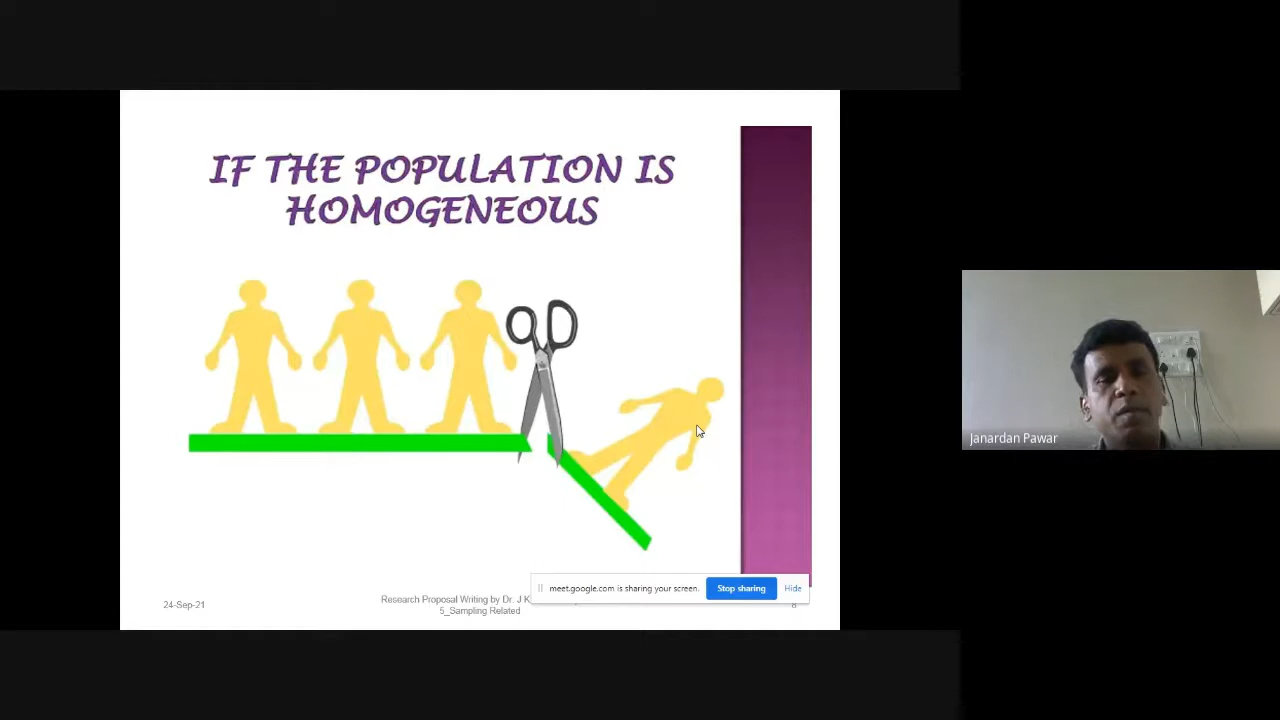 IF THE POPULATION IS
HOMOGENEOUS
Janardan Pawar
meet.google.com is sharing your screen.
Stop sharing
Hide
24-Sep-21
Research Proposal Writing by Dr. J K
5_Sampling Related